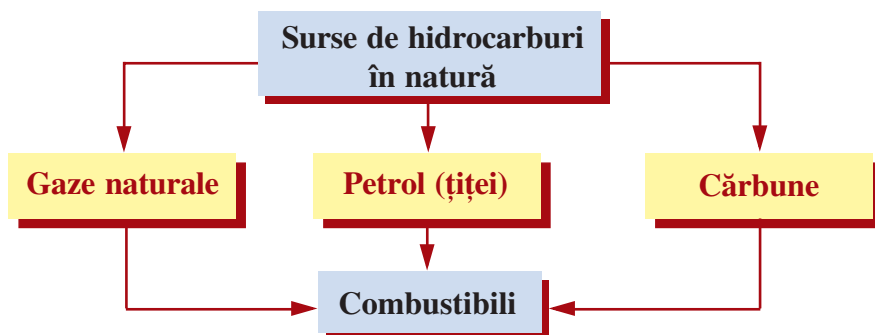 Surse de hidrocarburi
în natură
Gaze naturale
Petrol (țiței)
Cărbune
Combustibili